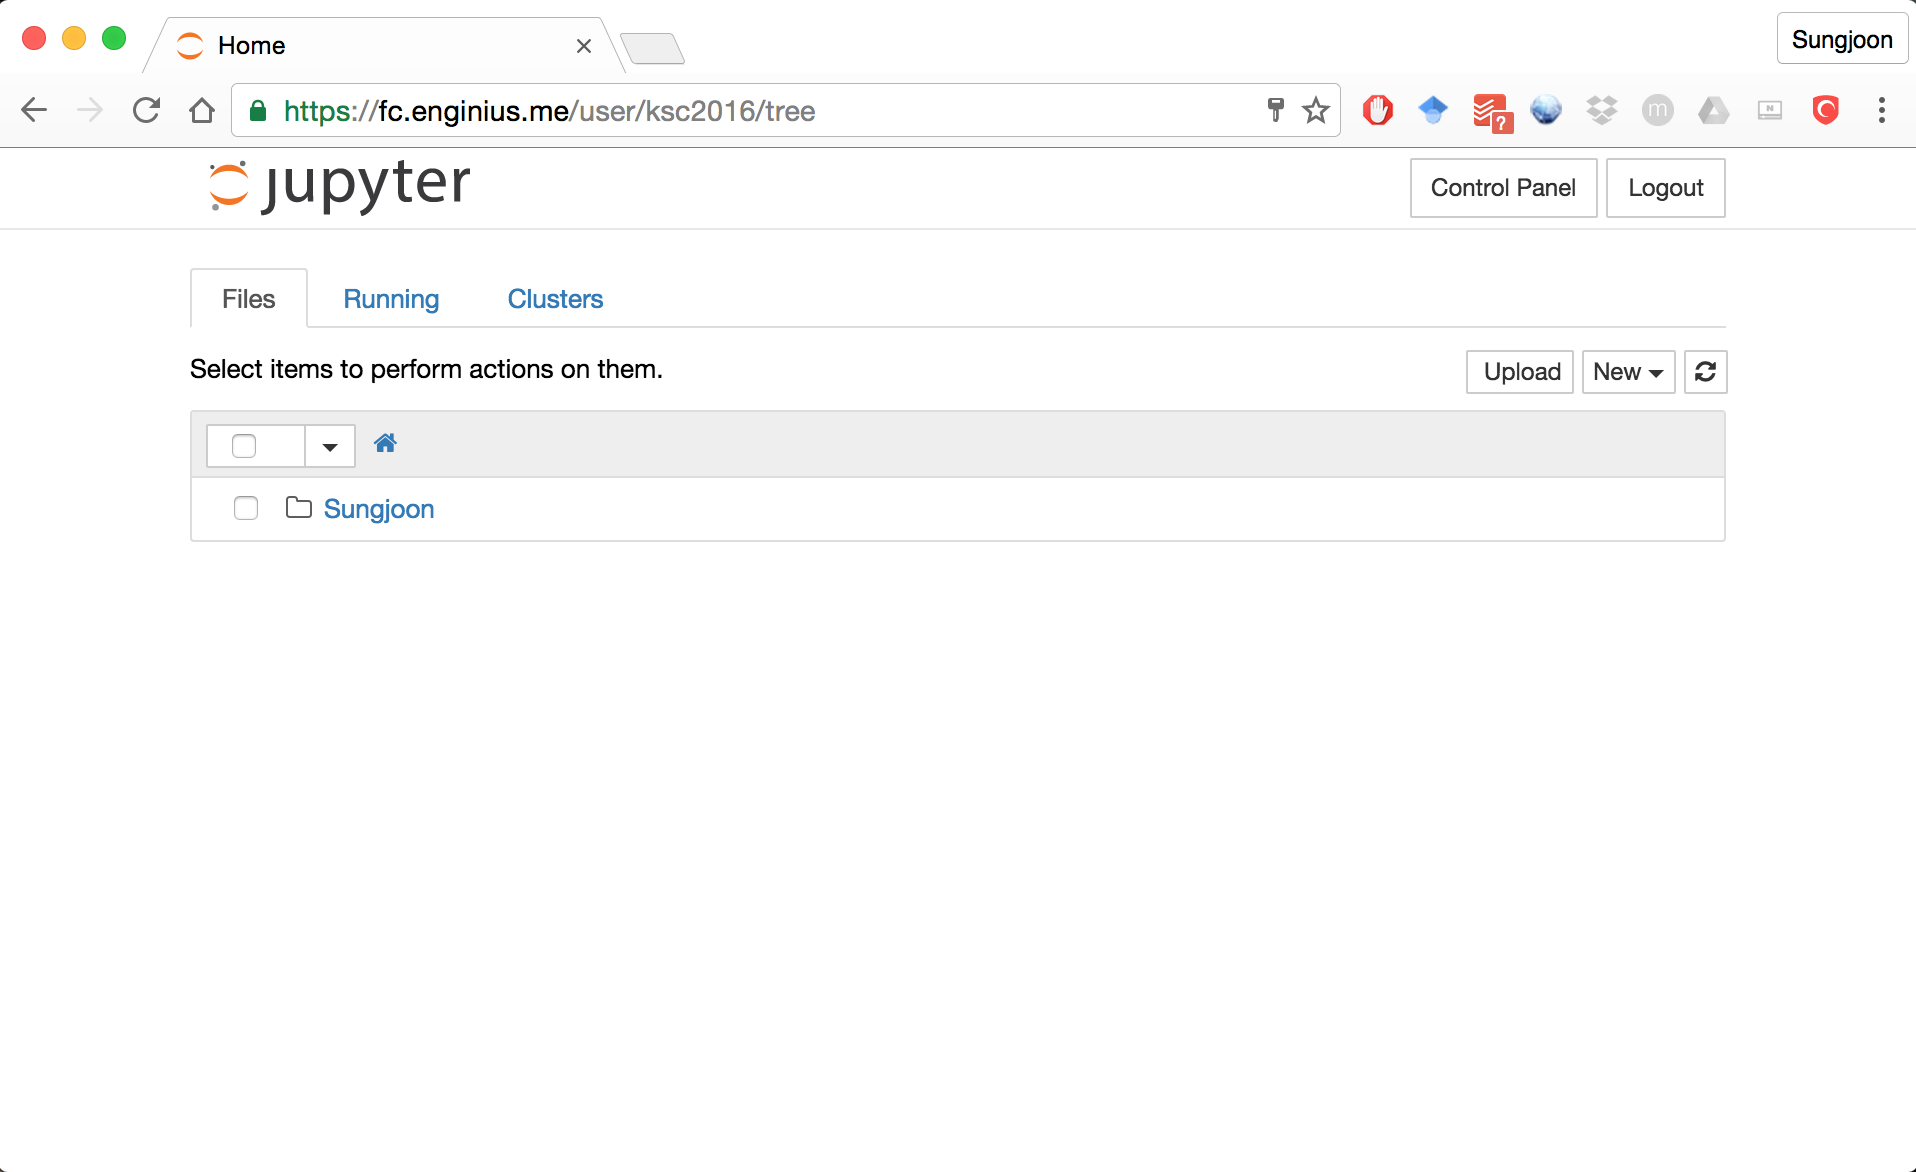 Home
Sungjoon
https://fc.enginius.me/user/ksc2016/tree
?
m
N
jupyter
Control Panel
Logout
Files
Running
Clusters
Select items to perform actions on them.
Upload
New
Sungjoon